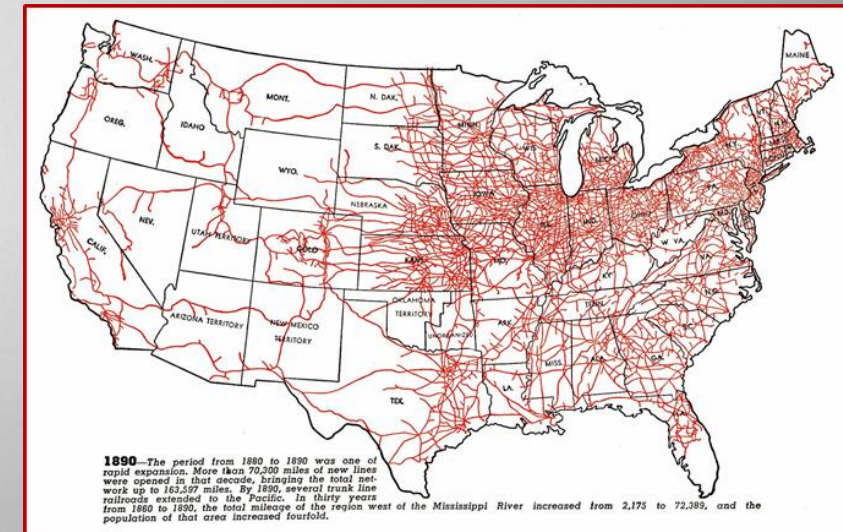 MAINE
WASH.
MONT.
N. DAK.
MINN.
VT.
N.H.
OREG.
IDAHO
S. DAK.
WIS.
MICH.
N.Y.
WYO.
IOWA
PA.
NEBRASKA
NEV.
UTAH TERRITORY
COLO
ILL.
IND.
OHIO
MD.
W VA.
VA.
CALIF.
KANS.
MO.
KY.
N.C.
ARIZONA TERRITORY
NEW MEXICO
TERRITORY
OKLAHOMA
TERRITORY
UNORGANIZED
ARK.
TENN.
S.C.
MISS.
ALA.
GA.
TEX.
LA.
FLA.
1890—The period from 1880 to 1890 was one of
rapid expansion. More than 70,300 miles of new lines
were opened in that decade, bringing the total net-
work up to 163,597 miles. By 1890, several trunk line
railroads extended to the Pacific. In thirty years
from 1860 to 1890, the total mileage of the region west of the Mississippi River increased from 2,175 to 72,389, and the
population of that area increased fourfold.